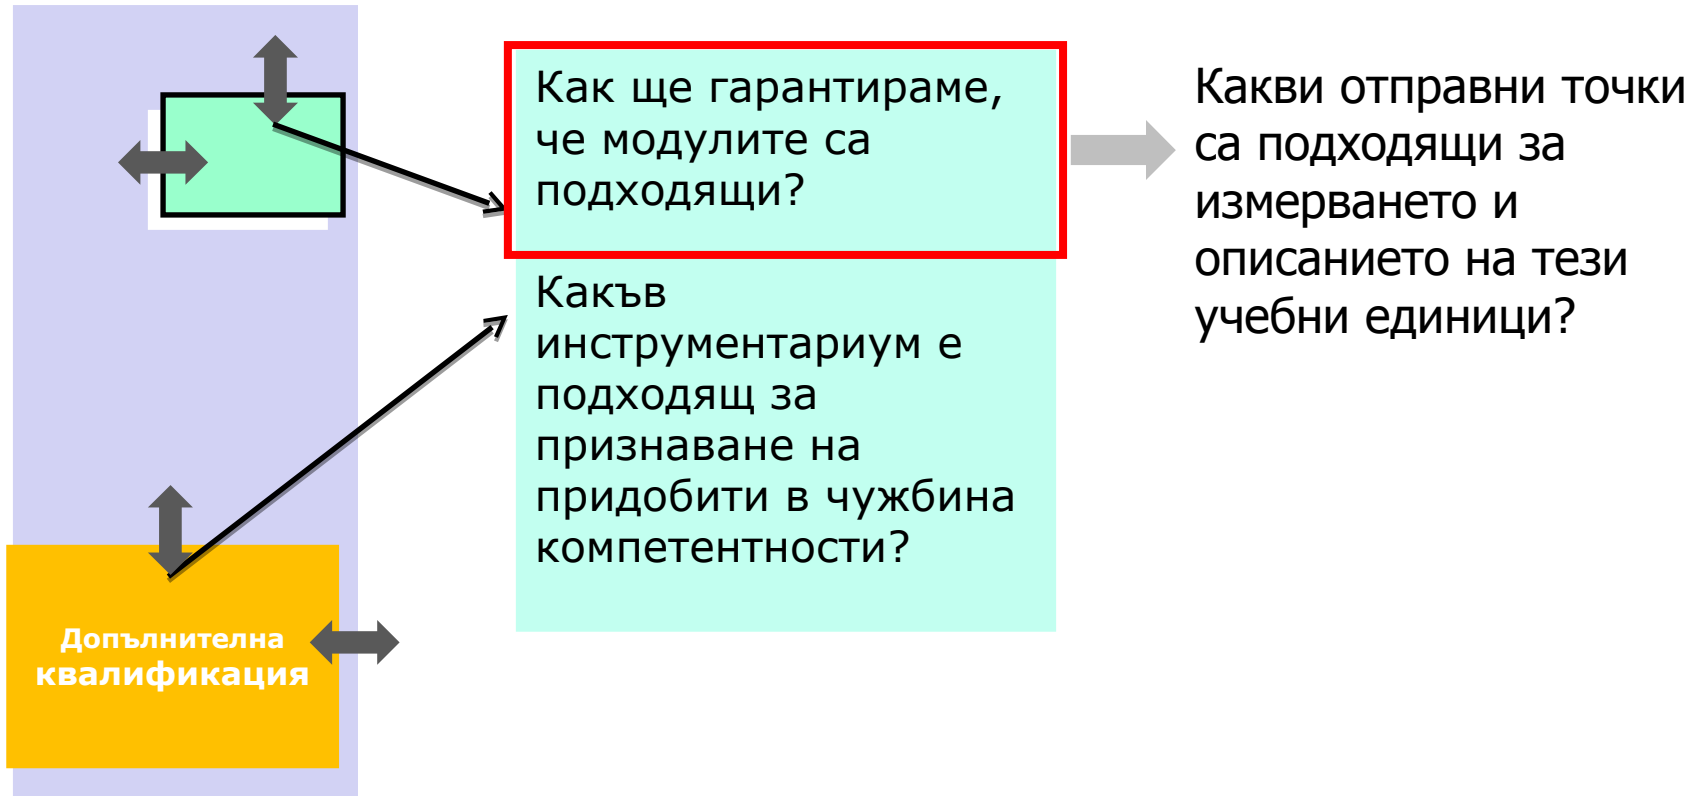 Как ще гарантираме,
че модулите са
подходящи?
Какъв
инструментариум е
подходящ за
признаване на
придобити в чужбина
компетентности?
Какви отправни точки
са подходящи за
измерването и
описанието на тези
учебни единици?
Допълнителна
квалификация